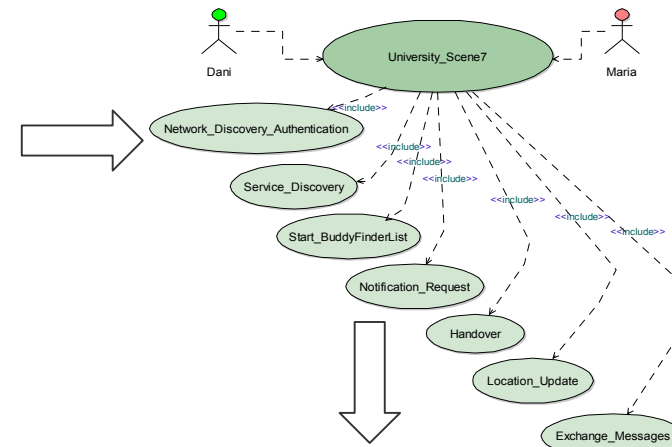 University_Scene7
Dani
Maria
<<include>>
Network_Discovery_Authentication
<<include>>
<<include>>
Service_Discovery
<<include>>
<<include>>
<<include>>
<<include>>
Start_BuddyFinderList
Notification_Request
Handover
Location_Update
Exchange_Messages